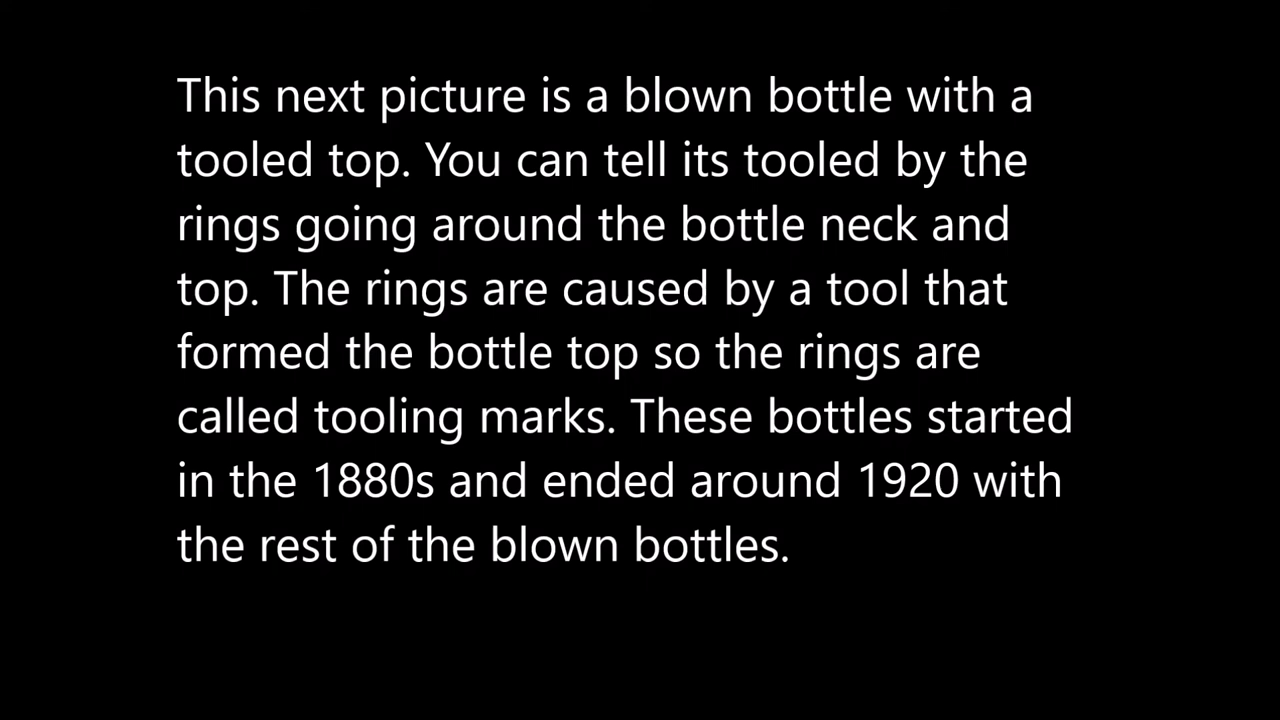 This next picture is a blown bottle with a
tooled top. You can tell its tooled by the
rings going around the bottle neck and
top. The rings are caused by a tool that
formed the bottle top so the rings are
called tooling marks. These bottles started
in the 1880s and ended around 1920 with
the rest of the blown bottles.